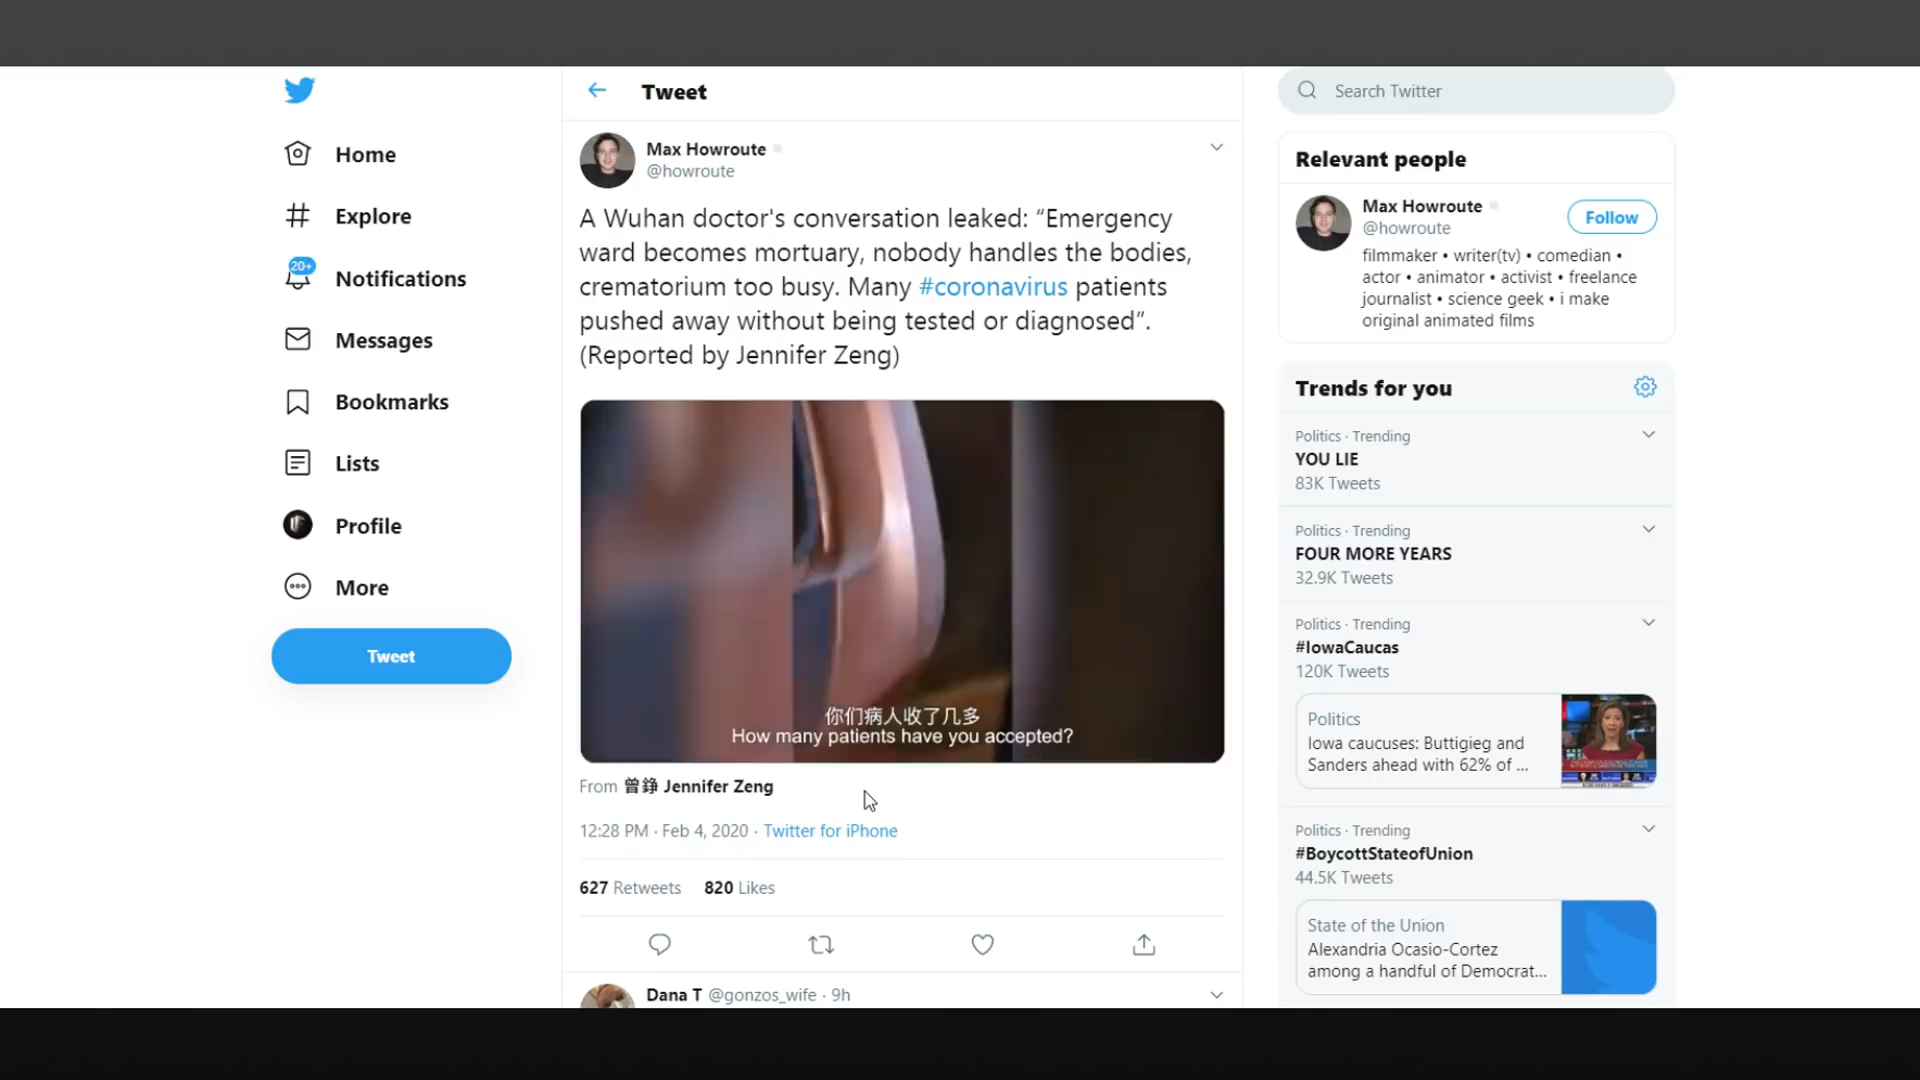 Home
Explore
20+
Notifications
Messages
Bookmarks
Lists
Profile
More
Tweet
Tweet
Max Howroute
@howroute
A Wuhan doctor's conversation leaked: “Emergency
ward becomes mortuary, nobody handles the bodies,
crematorium too busy. Many #coronavirus patients
pushed away without being tested or diagnosed”.
(Reported by Jennifer Zeng)
你们病人收了几多
How many patients have you accepted?
From 曾錚 Jennifer Zeng
12:28 PM · Feb 4, 2020 · Twitter for iPhone
627 Retweets 820 Likes
Dana T @gonzos_wife · 9h
Search Twitter
Relevant people
Max Howroute
@howroute
Follow
filmmaker • writer(tv) • comedian •
actor • animator • activist • freelance
journalist • science geek • i make
original animated films
Trends for you
Politics · Trending
YOU LIE
83K Tweets
Politics · Trending
FOUR MORE YEARS
32.9K Tweets
Politics · Trending
#IowaCaucas
120K Tweets
Politics
Iowa caucuses: Buttigieg and
Sanders ahead with 62% of ...
Politics · Trending
#BoycottStateofUnion
44.5K Tweets
State of the Union
Alexandria Ocasio-Cortez
among a handful of Democrat...